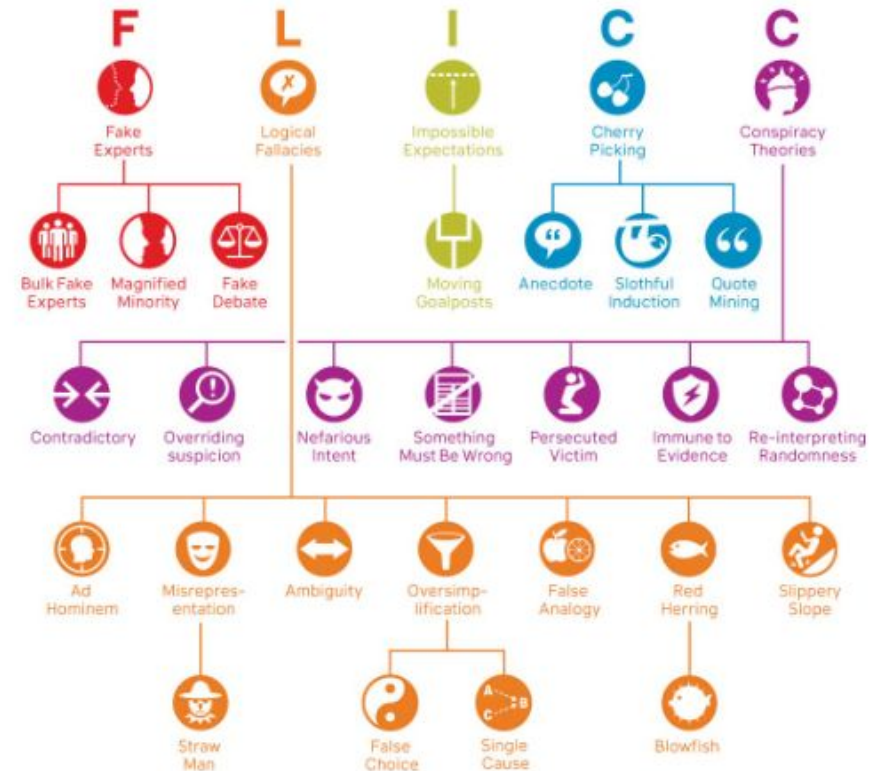 F L I C C
Fake Experts
Logical Fallacies
Impossible Expectations
Cherry Picking
Conspiracy Theories
Bulk Fake Experts
Magnified Minority
Fake Debate
Moving Goalposts
Anecdote
Slothful Induction
Quote Mining
Contradictory
Overriding suspicion
Nefarious Intent
Something Must Be Wrong
Persecuted Victim
Immune to Evidence
Re-interpreting Randomness
Ad Hominem
Misrepres-entation
Ambiguity
Oversimp-lification
False Analogy
Red Herring
Slippery Slope
Straw Man
False Choice
A
B
C
Single Cause
Blowfish